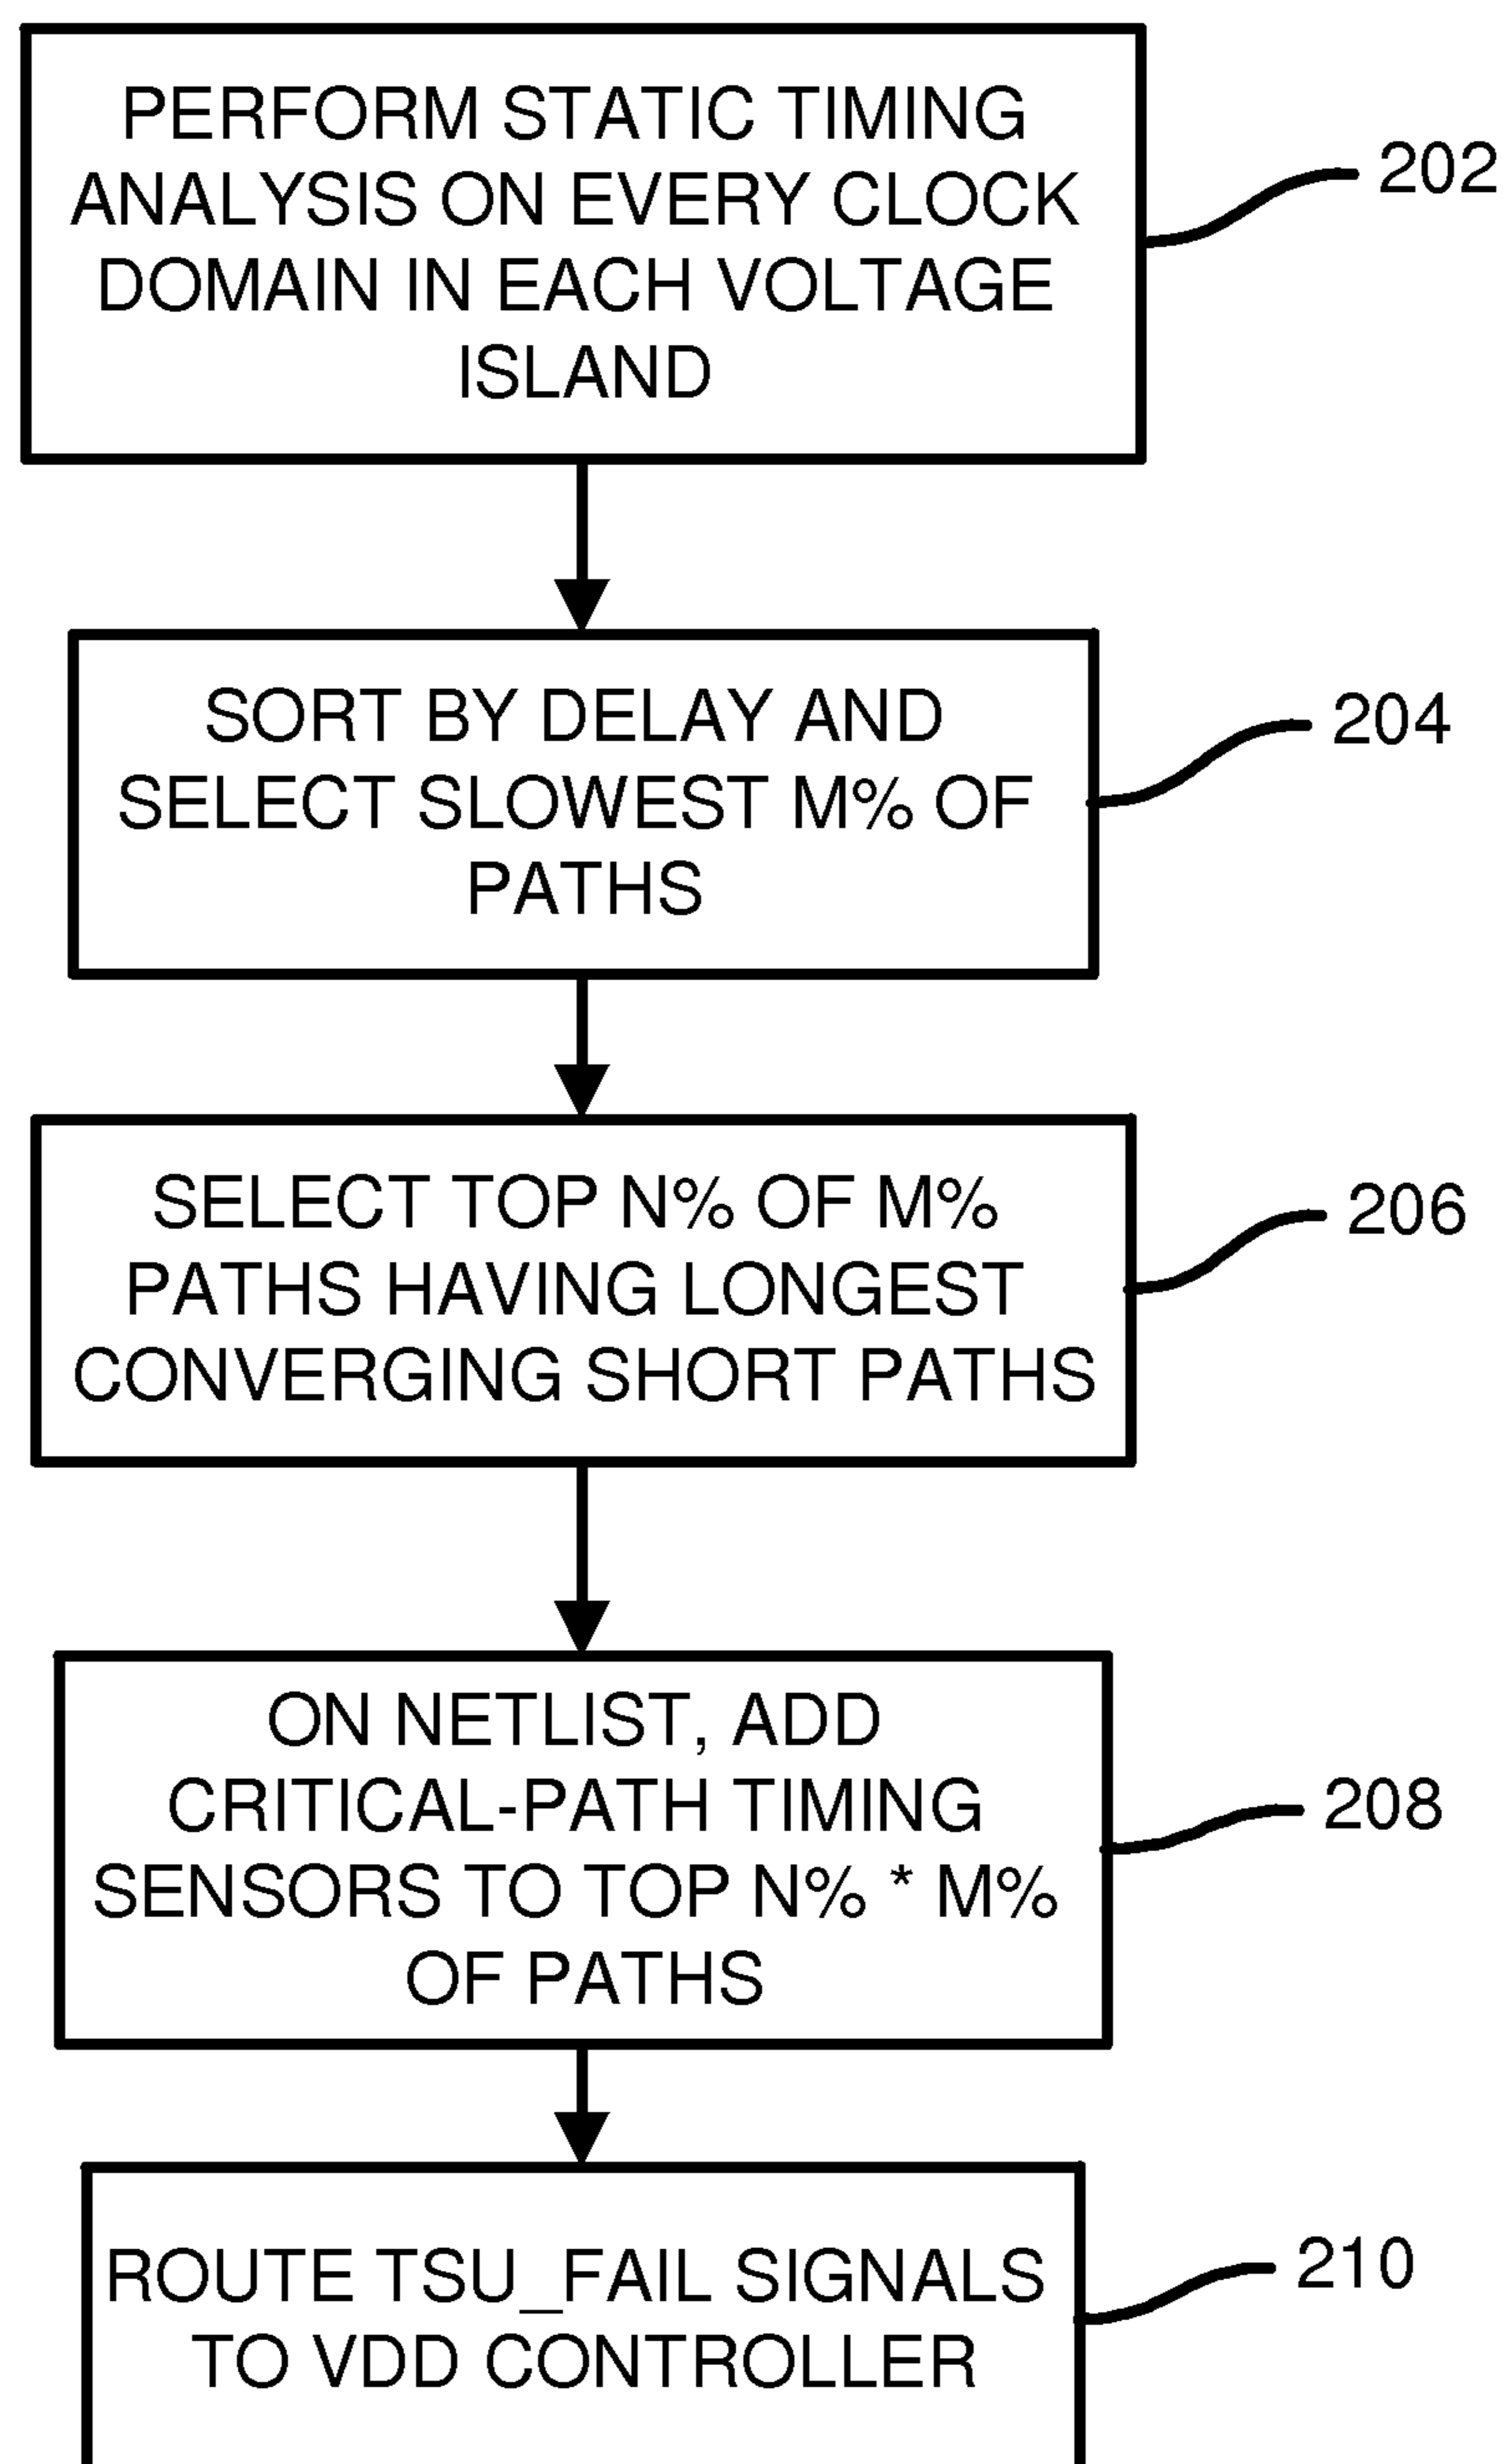 PERFORM STATIC TIMING
ANALYSIS ON EVERY CLOCK
DOMAIN IN EACH VOLTAGE
ISLAND
202
SORT BY DELAY AND
SELECT SLOWEST M% OF
PATHS
204
SELECT TOP N% OF M%
PATHS HAVING LONGEST
CONVERGING SHORT PATHS
206
ON NETLIST, ADD
CRITICAL-PATH TIMING
SENSORS TO TOP N% * M%
OF PATHS
208
ROUTE TSU_FAIL SIGNALS
TO VDD CONTROLLER
210